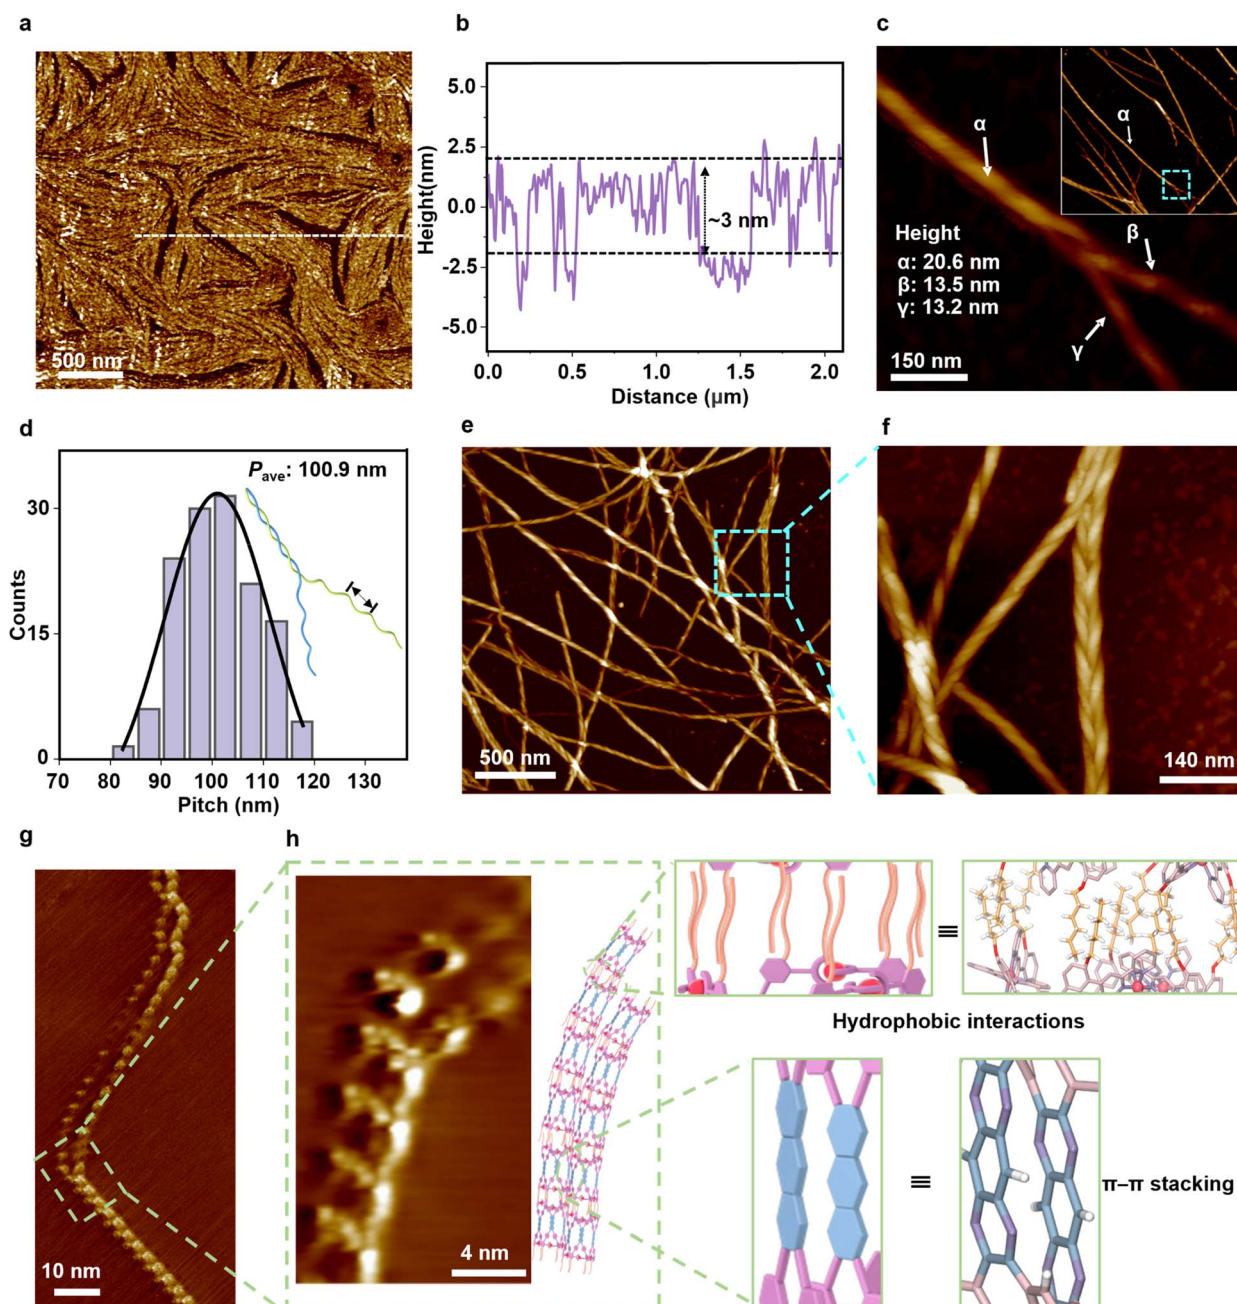 a
500 nm
b
Height(nm)
5.0
2.5
0.0
-2.5
-5.0
~3 nm
0.0 0.5 1.0 1.5 2.0
Distance (μm)
c
α
α
β
γ
Height
α: 20.6 nm
β: 13.5 nm
γ: 13.2 nm
150 nm
d
Pave: 100.9 nm
Counts
30
15
0
70 80 90 100 110 120 130
Pitch (nm)
e
500 nm
f
140 nm
g
10 nm
h
4 nm
≡
Hydrophobic interactions
≡
π–π stacking